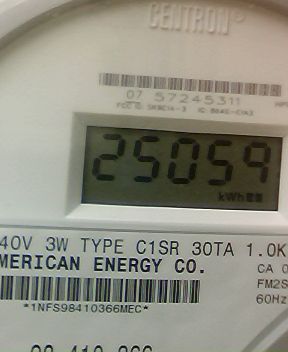 CENTRON®
07 57245311
25059
kWh
40V 3W TYPE C1SR 30TA 1.0K
MERICAN ENERGY CO.
CA 0
FM2S
60Hz
*1NFS98410366MEC*